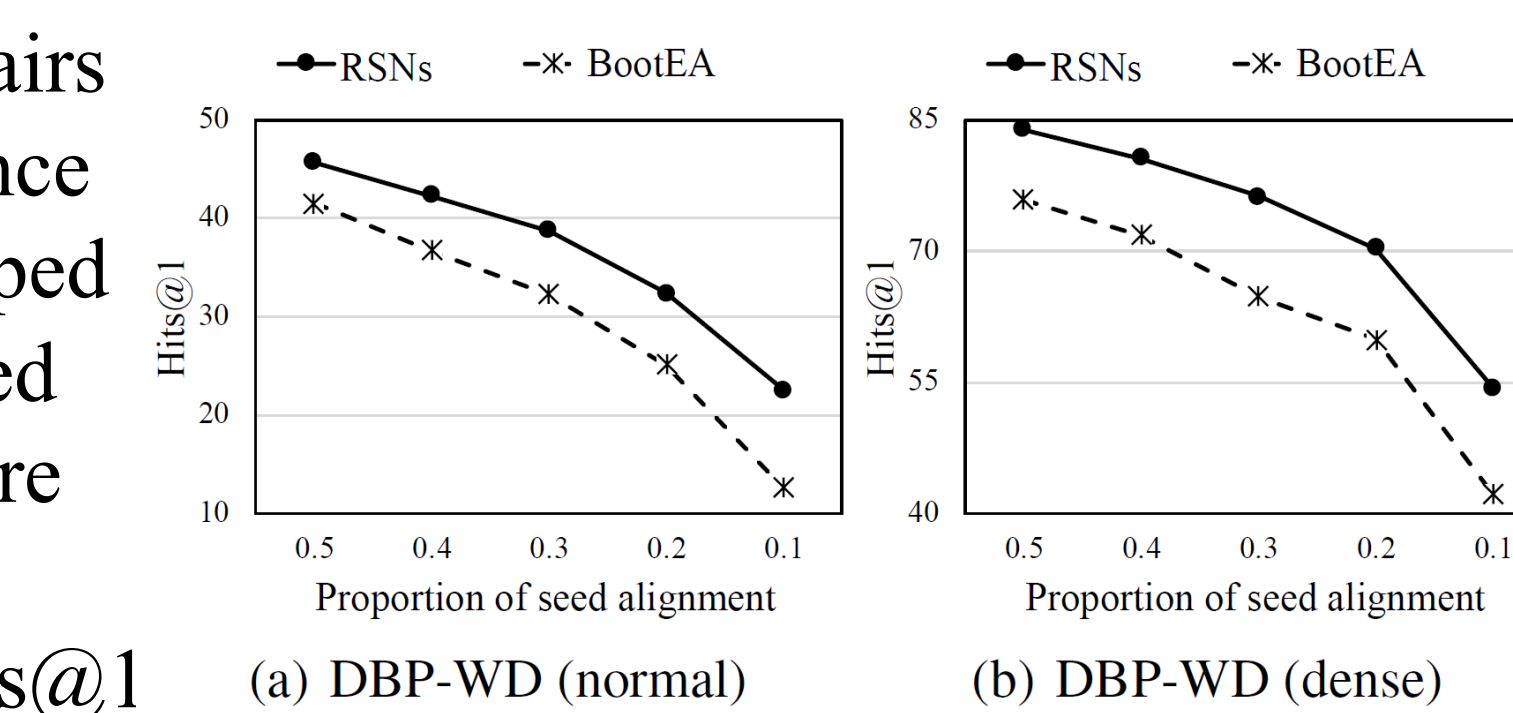 airs
nce
ped
ed
re
s@1
RSNs BootEA
50
40
30
20
10
Hits@1
0.5 0.4 0.3 0.2 0.1
Proportion of seed alignment
(a) DBP-WD (normal)
RSNs BootEA
85
70
55
40
Hits@1
0.5 0.4 0.3 0.2 0.1
Proportion of seed alignment
(b) DBP-WD (dense)